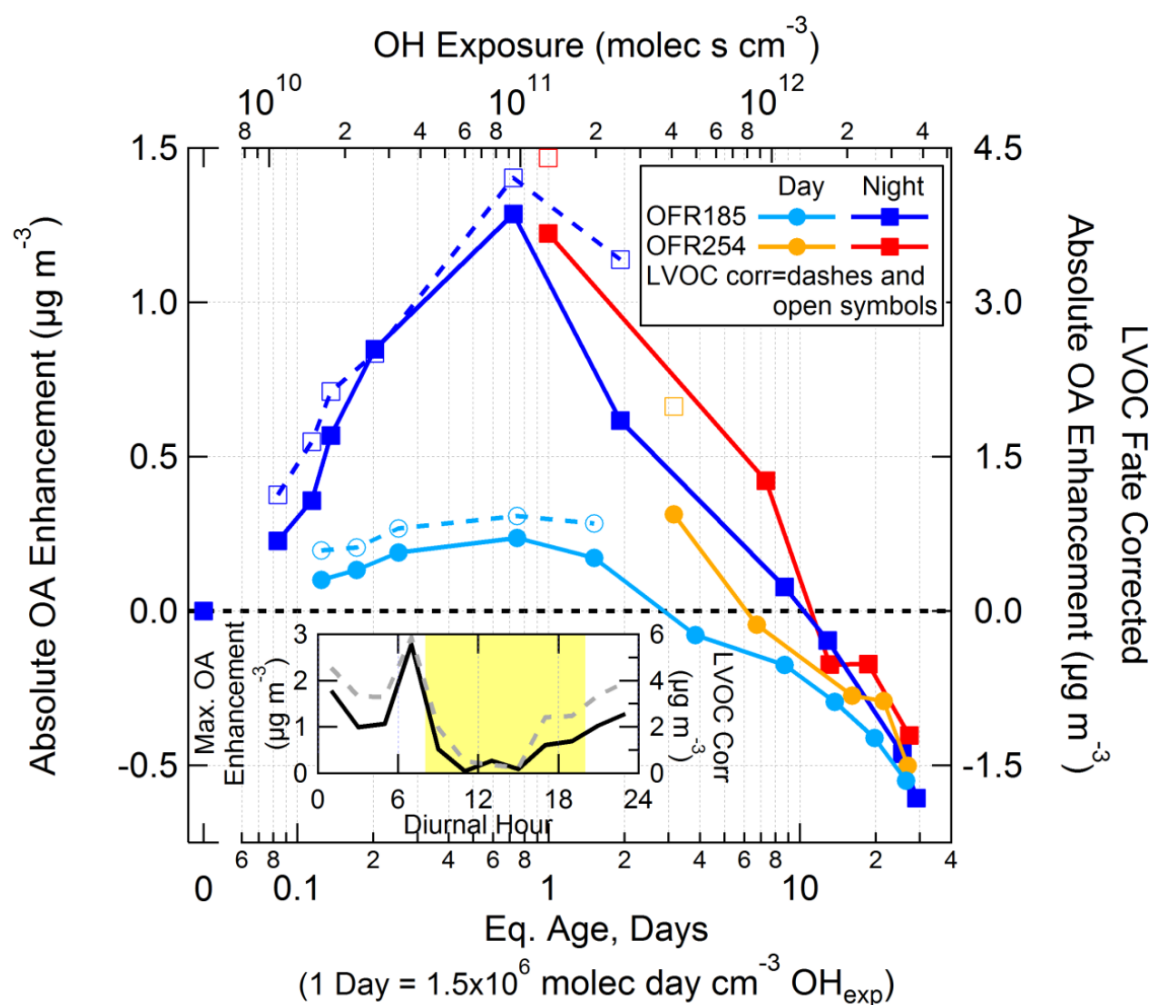 OH Exposure (molec s cm⁻³)
10¹⁰ 10¹¹ 10¹²
8 2 4 6 8 2 4 6 8 2 4
Absolute OA Enhancement (µg m⁻³)
1.5
1.0
0.5
0.0
-0.5
4.5
3.0
1.5
0.0
-1.5
LVOC Fate Corrected
Absolute OA Enhancement (µg m⁻³)
Day Night
OFR185
OFR254
LVOC corr=dashes and
open symbols
Max. OA
Enhancement
(µg m⁻³)
3
2
1
0
6
4
2
0
LVOC Corr
(µg m⁻³)
0 6 12 18 24
Diurnal Hour
6 8 2 4 6 8 2 4 6 8 2 4
0 0.1 1 10
Eq. Age, Days
(1 Day = 1.5x10⁶ molec day cm⁻³ OHexp)